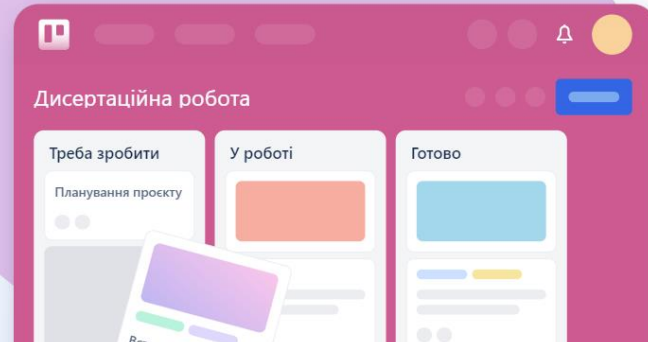 Дисертаційна робота
Треба зробити
У роботі
Готово
Планування проєкту